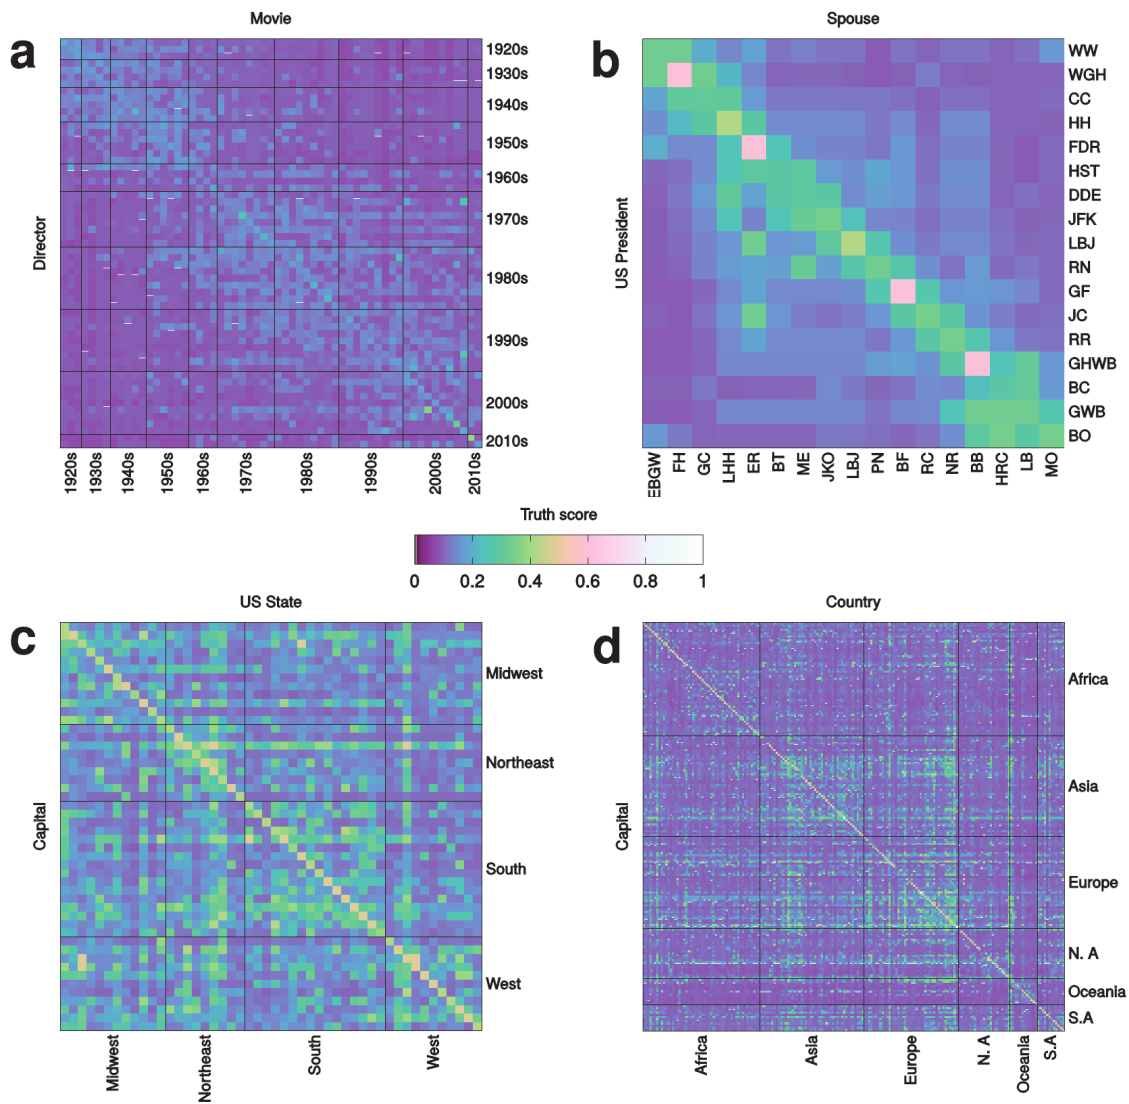 Movie
a
Director
1920s
1930s
1940s
1950s
1960s
1970s
1980s
1990s
2000s
2010s
1920s
1930s
1940s
1950s
1960s
1970s
1980s
1990s
2000s
2010s
Spouse
b
US President
WW
WGH
CC
HH
FDR
HST
DDE
JFK
LBJ
RN
GF
JC
RR
GHWB
BC
GWB
BO
EBGW
FH
GC
LHH
ER
BT
ME
JKO
LBJ
PN
BF
RC
NR
BB
HRC
LB
MO
Truth score
0 0.2 0.4 0.6 0.8 1
US State
c
Capital
Midwest
Northeast
South
West
Midwest
Northeast
South
West
Country
d
Capital
Africa
Asia
Europe
N. A
Oceania
S.A
Africa
Asia
Europe
N. A
Oceania
S.A